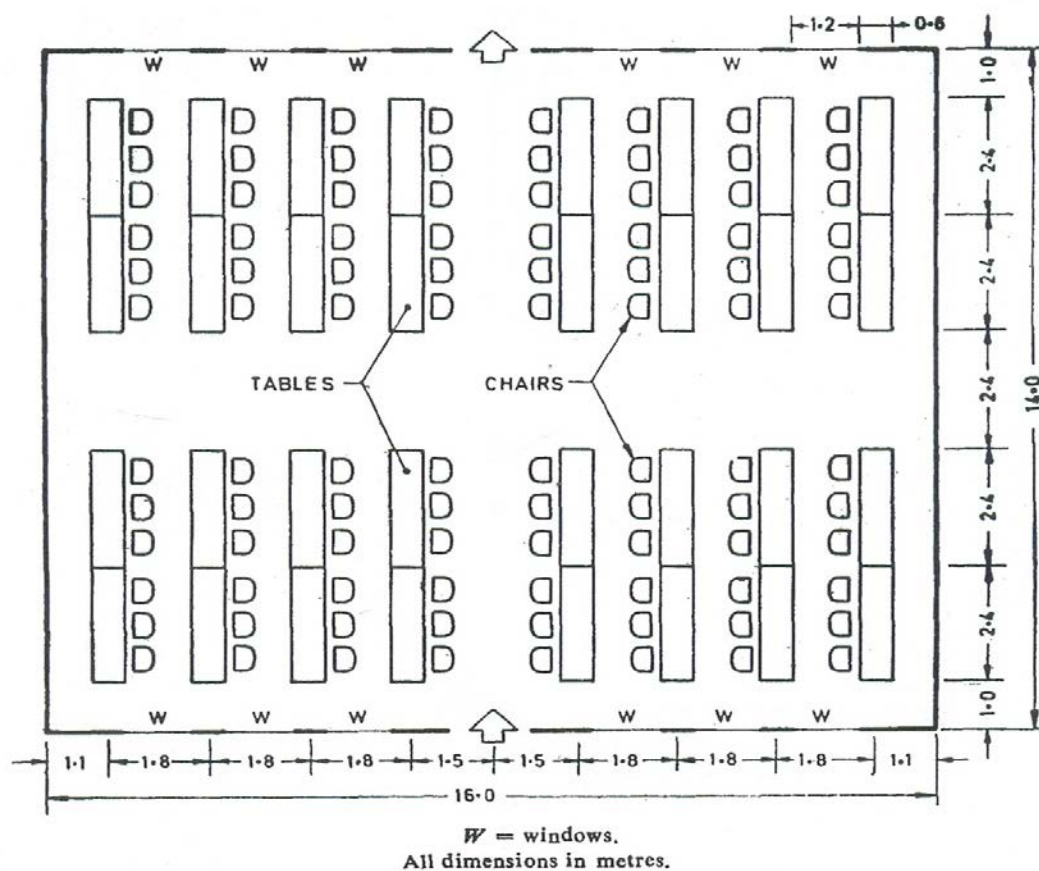 1·2 0·6
W W W W W W
1·0
2·4
2·4
TABLES CHAIRS
2·4
14·0
2·4
2·4
1·0
W W W W W W
1·1 1·8 1·8 1·8 1·5 1·5 1·8 1·8 1·8 1·1
16·0
W = windows.
All dimensions in metres.